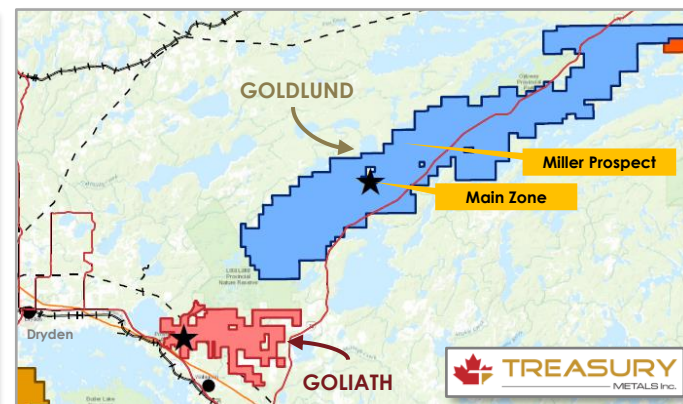 GOLDLUND
Miller Prospect
Main Zone
Dryden
GOLIATH
TREASURY
METALS Inc.